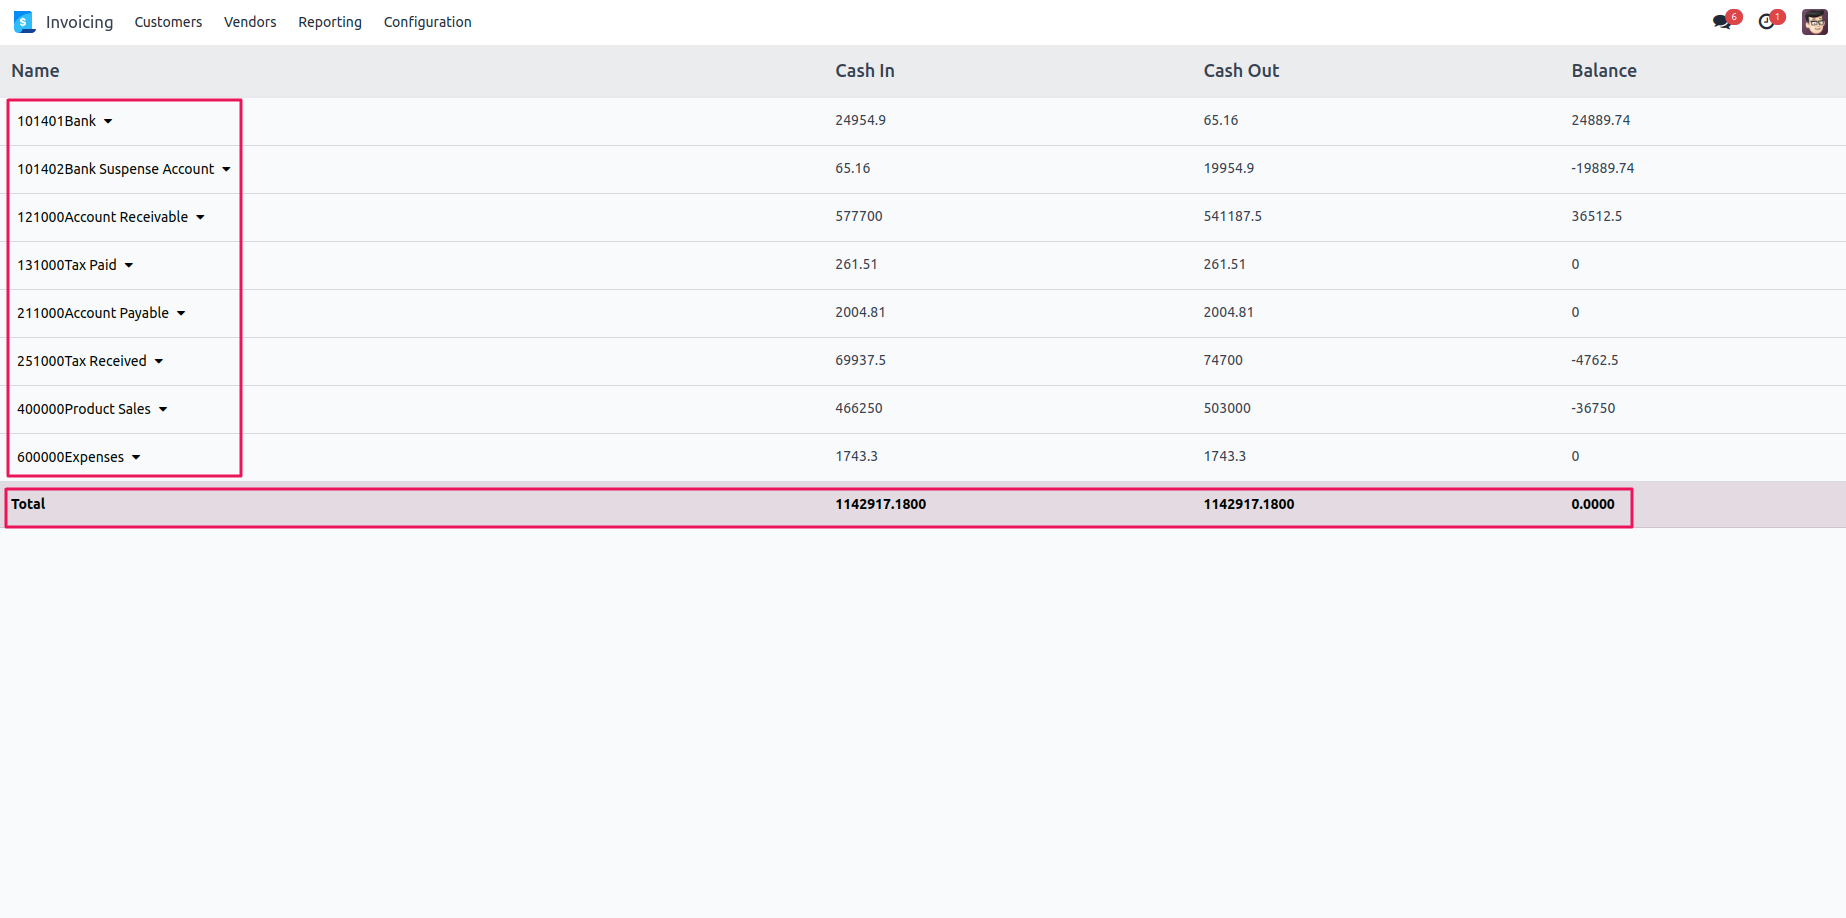 $ Invoicing Customers Vendors Reporting Configuration 6 1
Name Cash In Cash Out Balance
101401Bank 24954.9 65.16 24889.74
101402Bank Suspense Account 65.16 19954.9 -19889.74
121000Account Receivable 577700 541187.5 36512.5
131000Tax Paid 261.51 261.51 0
211000Account Payable 2004.81 2004.81 0
251000Tax Received 69937.5 74700 -4762.5
400000Product Sales 466250 503000 -36750
600000Expenses 1743.3 1743.3 0
Total 1142917.1800 1142917.1800 0.0000